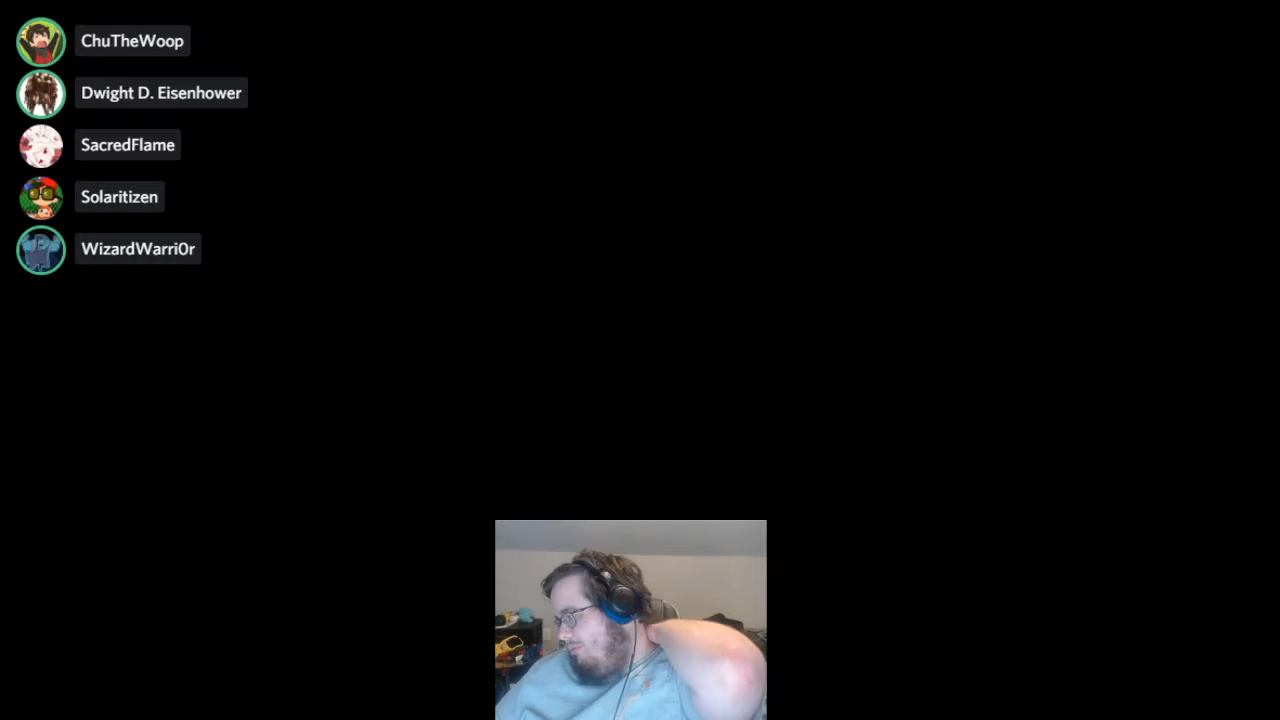 ChuTheWoop
Dwight D. Eisenhower
SacredFlame
Solaritizen
WizardWarri0r